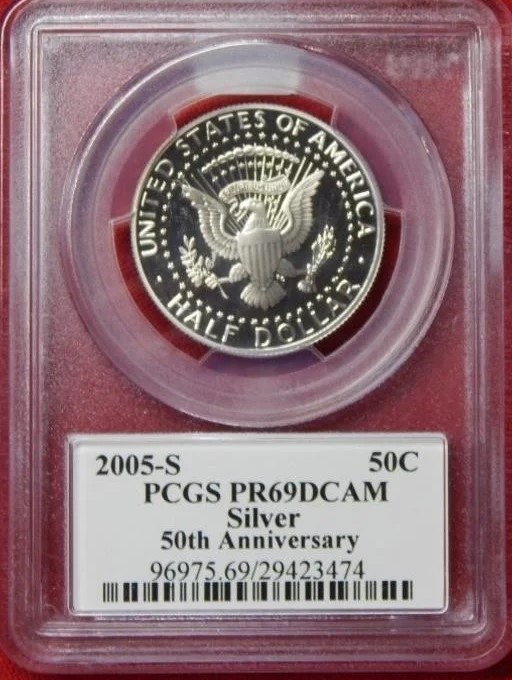 UNITED STATES OF AMERICA
HALF DOLLAR
2005-S 50C
PCGS PR69DCAM
Silver
50th Anniversary
96975.69/29423474